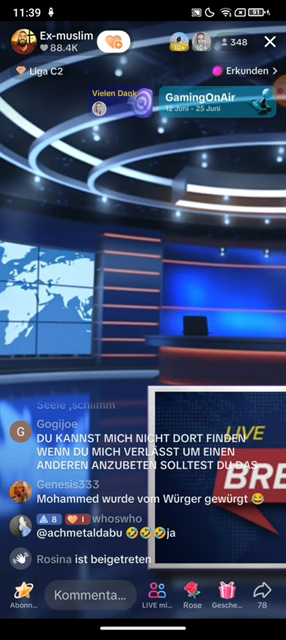 11:39
91
Ex-muslim
88.4K
10+
10+
348
Liga C2
Erkunden
Vielen Dank
GamingOnAir
12 Juni - 25 Juni
Seele ,schlimm
G
Gogijoe
DU KANNST MICH NICHT DORT FINDEN
WENN DU MICH VERLÄSST UM EINEN
ANDEREN ANZUBETEN SOLLTEST DU DAS
LIVE
BRE
Genesis333
Mohammed wurde vom Würger gewürgt 😂
8
1
whoswho
@achmetaldabu 🤣🤣🤣ja
Rosina ist beigetreten
Abonn...
Kommenta...
LIVE mi...
Rose
Gesche...
78